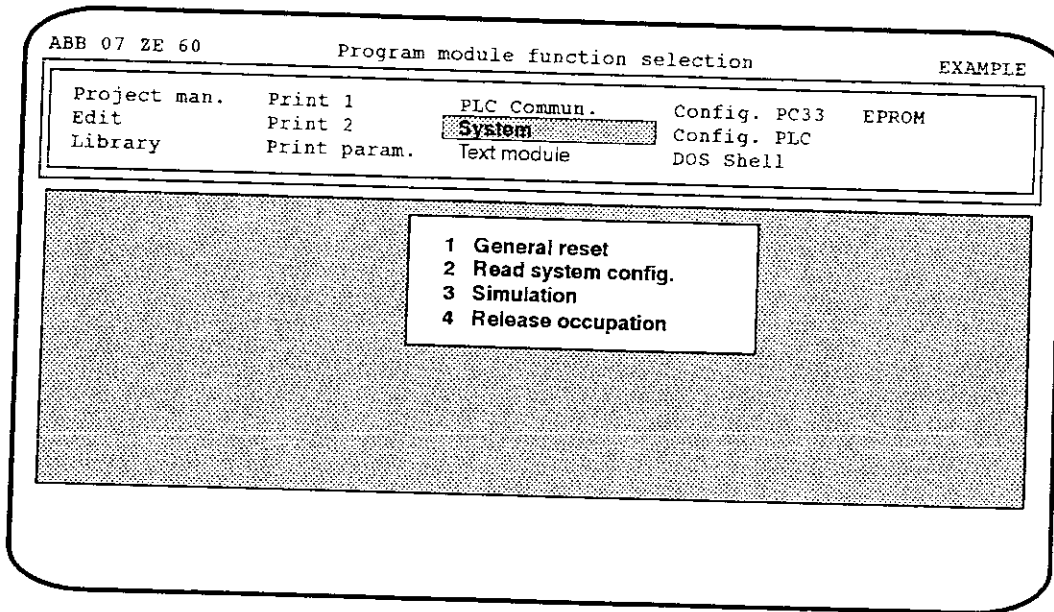 ABB 07 ZE 60 Program module function selection EXAMPLE
Project man. Print 1 PLC Commun. Config. PC33 EPROM
Edit Print 2 System Config. PLC
Library Print param. Text module DOS Shell
1 General reset
2 Read system config.
3 Simulation
4 Release occupation